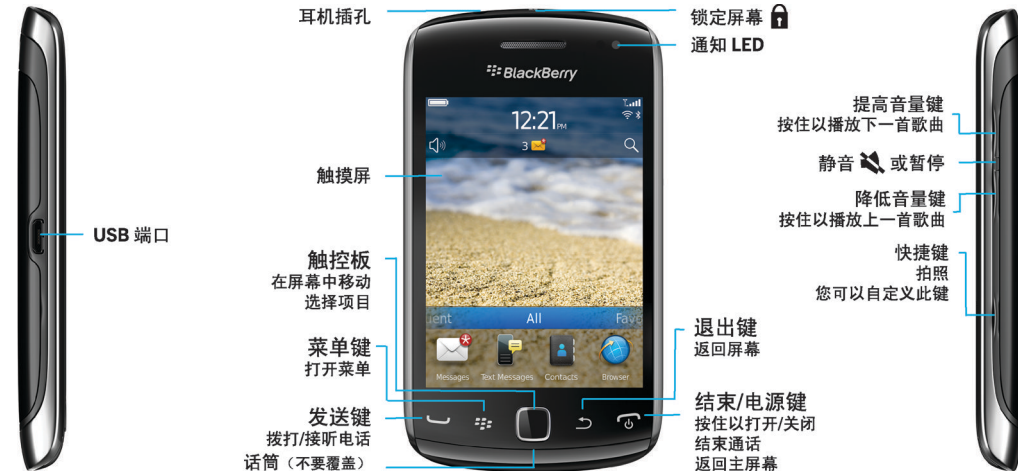 耳机插孔
锁定屏幕
通知 LED
BlackBerry
12:21 PM
3
提高音量键
按住以播放下一首歌曲
静音 或暂停
触摸屏
降低音量键
按住以播放上一首歌曲
USB 端口
快捷键
拍照
您可以自定义此键
触控板
在屏幕中移动
选择项目
uent All Favo
退出键
返回屏幕
菜单键
打开菜单
Messages Text Messages Contacts Browser
发送键
拨打/接听电话
话筒（不要覆盖）
结束/电源键
按住以打开/关闭
结束通话
返回主屏幕